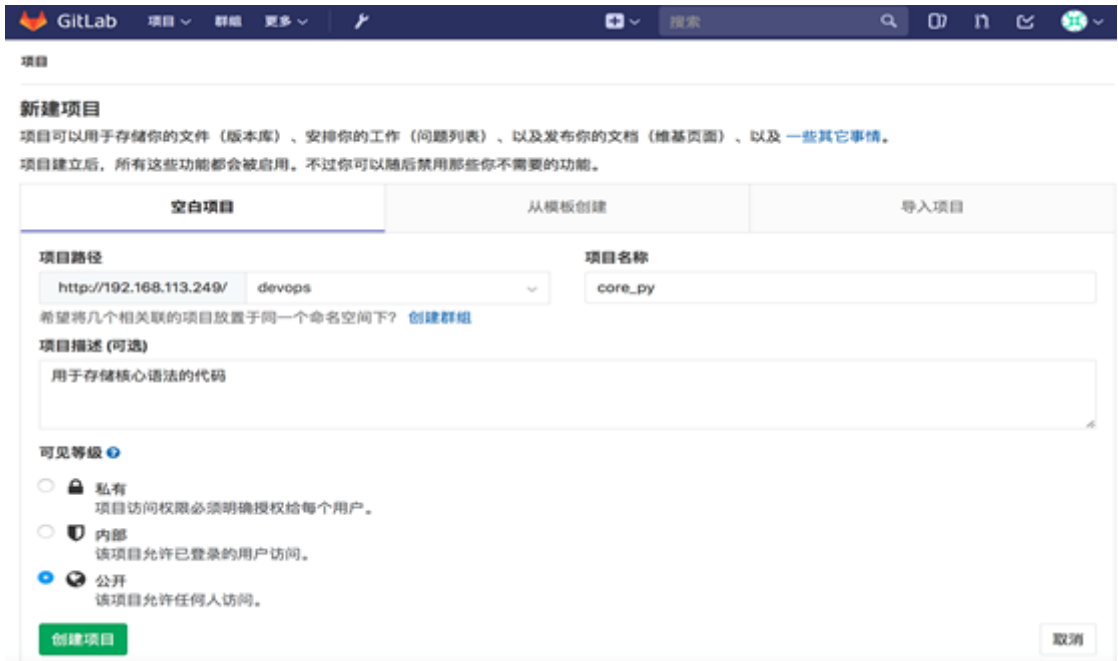 GitLab 项目 群组 更多 搜索
项目
新建项目
项目可以用于存储你的文件（版本库）、安排你的工作（问题列表）、以及发布你的文档（维基页面）、以及 一些其它事情。
项目建立后，所有这些功能都会被启用。不过你可以随后禁用那些你不需要的功能。
空白项目 从模板创建 导入项目
项目路径 项目名称
http://192.168.113.249/ devops core_py
希望将几个相关联的项目放置于同一个命名空间下？ 创建群组
项目描述 (可选)
用于存储核心语法的代码
可见等级
私有
项目访问权限必须明确授权给每个用户。
内部
该项目允许已登录的用户访问。
公开
该项目允许任何人访问。
创建项目 取消